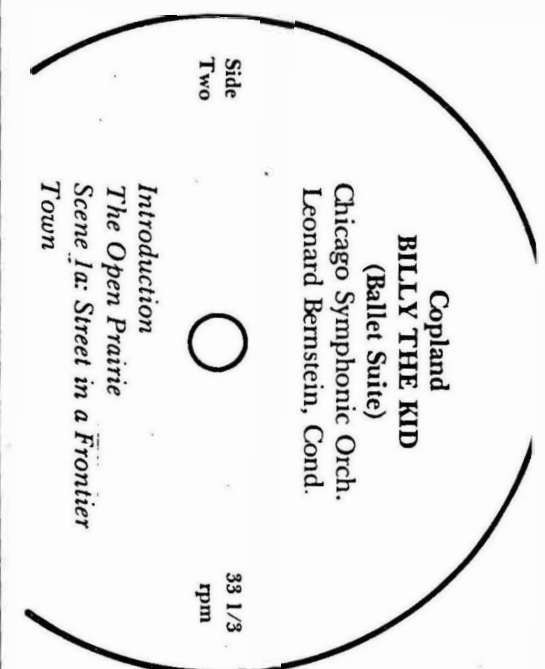 Copland
BILLY THE KID
(Ballet Suite)
Chicago Symphonic Orch.
Leonard Bernstein, Cond.
Side
Two
33 1/3
rpm
Introduction
The Open Prairie
Scene 1a: Street in a Frontier
Town